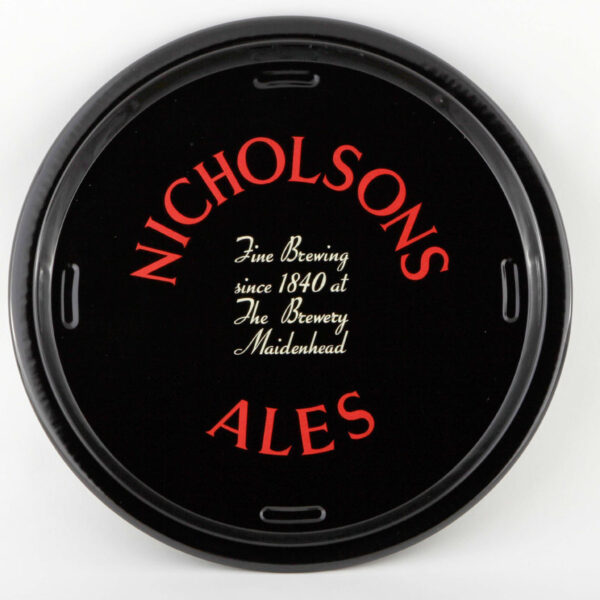 NICHOLSONS
Fine Brewing
since 1840 at
The Brewery
Maidenhead
ALES